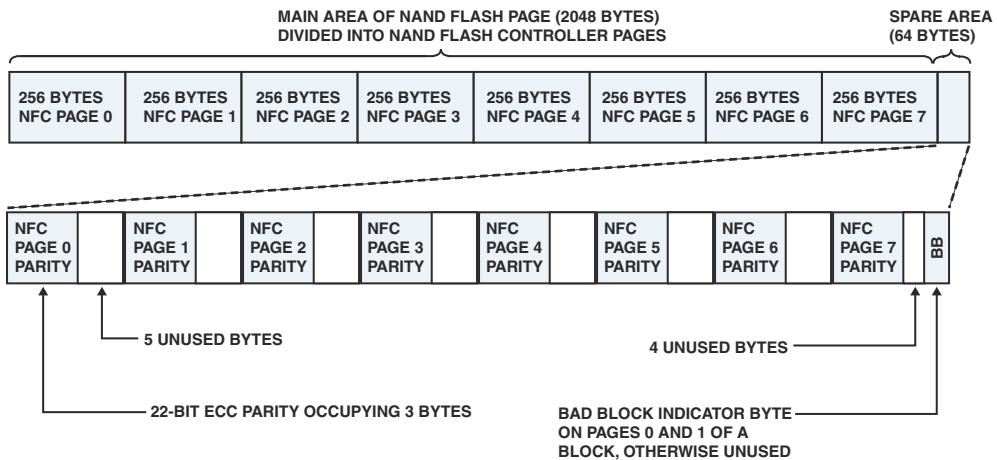 MAIN AREA OF NAND FLASH PAGE (2048 BYTES)
DIVIDED INTO NAND FLASH CONTROLLER PAGES
SPARE AREA
(64 BYTES)
256 BYTES
NFC PAGE 0
256 BYTES
NFC PAGE 1
256 BYTES
NFC PAGE 2
256 BYTES
NFC PAGE 3
256 BYTES
NFC PAGE 4
256 BYTES
NFC PAGE 5
256 BYTES
NFC PAGE 6
256 BYTES
NFC PAGE 7
NFC
PAGE 0
PARITY
NFC
PAGE 1
PARITY
NFC
PAGE 2
PARITY
NFC
PAGE 3
PARITY
NFC
PAGE 4
PARITY
NFC
PAGE 5
PARITY
NFC
PAGE 6
PARITY
NFC
PAGE 7
PARITY
BB
5 UNUSED BYTES
4 UNUSED BYTES
22-BIT ECC PARITY OCCUPYING 3 BYTES
BAD BLOCK INDICATOR BYTE
ON PAGES 0 AND 1 OF A
BLOCK, OTHERWISE UNUSED